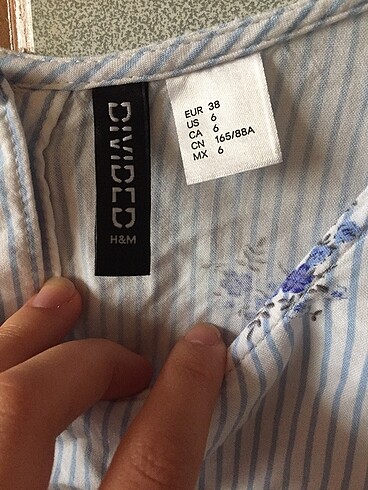 DIVIDED
H&M
EUR 38
US 6
CA 6
CN 165/88A
MX 6